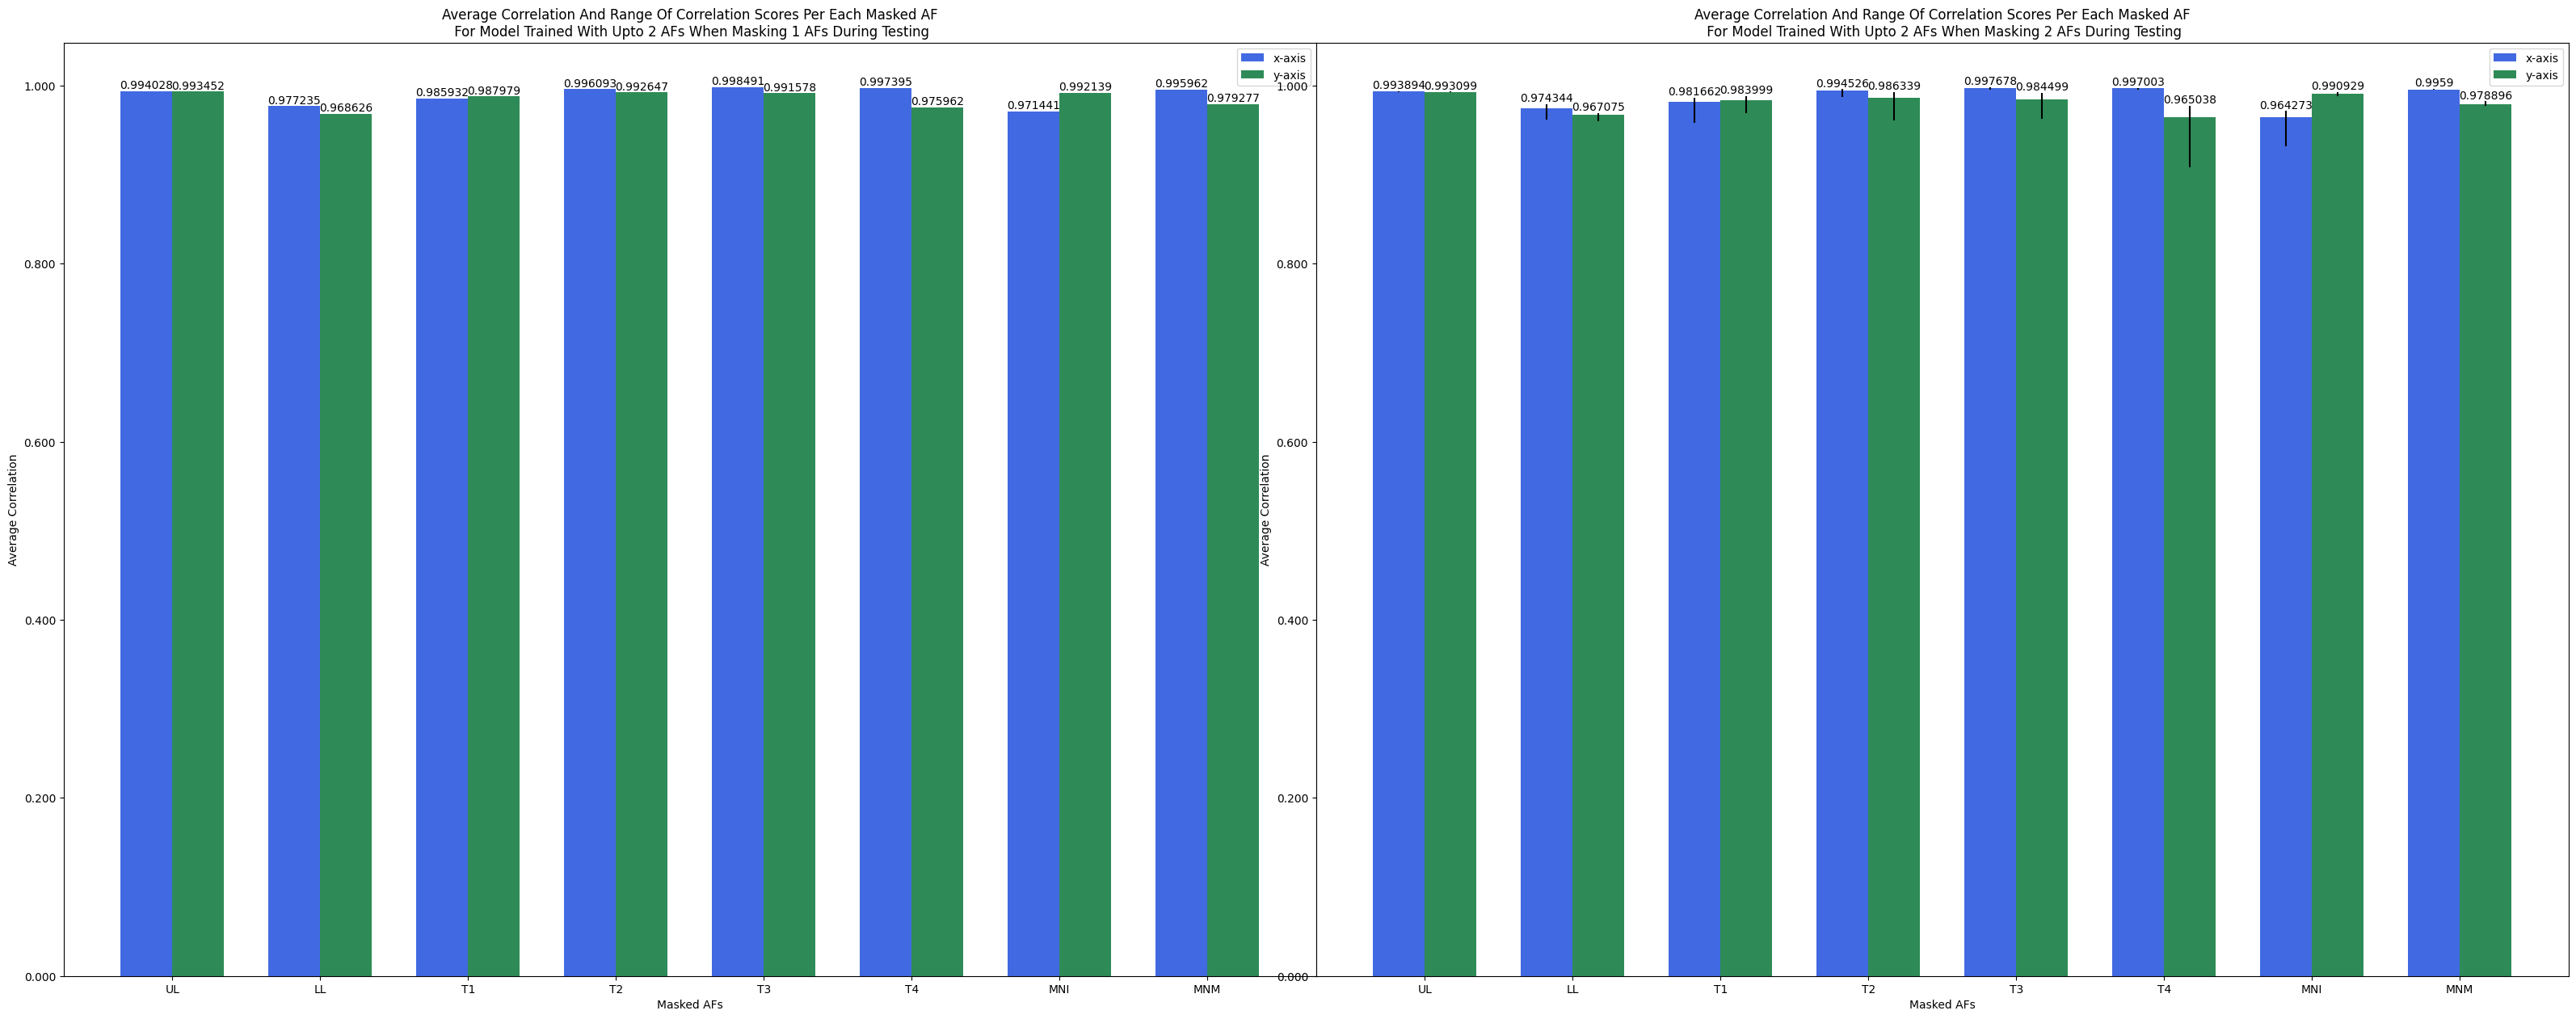 Average Correlation And Range Of Correlation Scores Per Each Masked AF
For Model Trained With Upto 2 AFs When Masking 1 AFs During Testing
x-axis
y-axis
1.000
0.800
0.600
0.400
0.200
0.000
Average Correlation
0.994028
0.993452
0.977235
0.968626
0.985932
0.987979
0.996093
0.992647
0.998491
0.991578
0.997395
0.975962
0.971441
0.992139
0.995962
0.979277
UL
LL
T1
T2
T3
T4
MNI
MNM
Masked AFs
Average Correlation And Range Of Correlation Scores Per Each Masked AF
For Model Trained With Upto 2 AFs When Masking 2 AFs During Testing
x-axis
y-axis
1.000
0.800
0.600
0.400
0.200
0.000
Average Correlation
0.993894
0.993099
0.974344
0.967075
0.981662
0.983999
0.994526
0.986339
0.997678
0.984499
0.997003
0.965038
0.964273
0.990929
0.9959
0.978896
UL
LL
T1
T2
T3
T4
MNI
MNM
Masked AFs